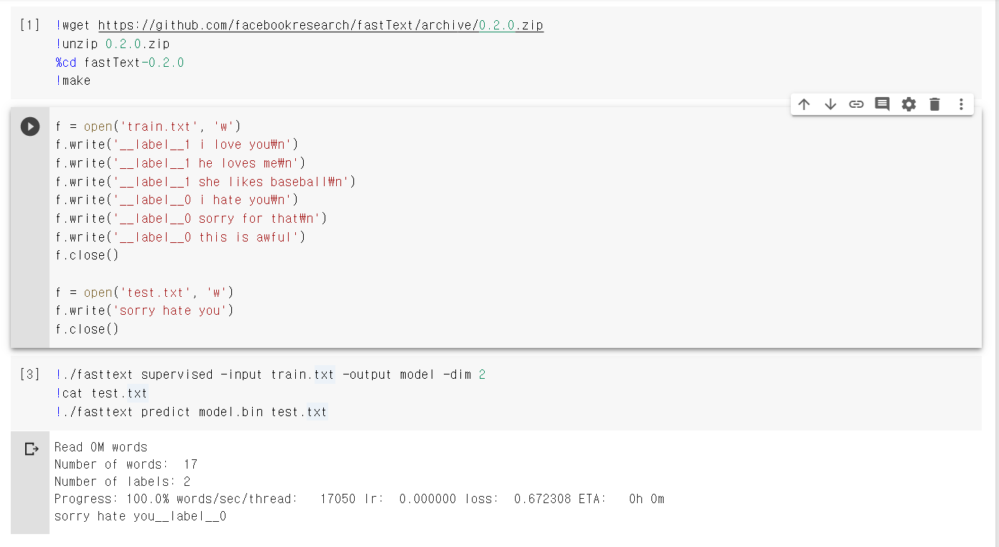 [1] !wget https://github.com/facebookresearch/fastText/archive/0.2.0.zip
!unzip 0.2.0.zip
%cd fastText-0.2.0
!make
f = open('train.txt', 'w')
f.write('__label__1 i love you₩n')
f.write('__label__1 he loves me₩n')
f.write('__label__1 she likes baseball₩n')
f.write('__label__0 i hate you₩n')
f.write('__label__0 sorry for that₩n')
f.write('__label__0 this is awful')
f.close()
f = open('test.txt', 'w')
f.write('sorry hate you')
f.close()
[3] !./fasttext supervised -input train.txt -output model -dim 2
!cat test.txt
!./fasttext predict model.bin test.txt
Read 0M words
Number of words:  17
Number of labels: 2
Progress: 100.0% words/sec/thread:   17050 lr:  0.000000 loss:  0.672308 ETA:   0h 0m
sorry hate you__label__0